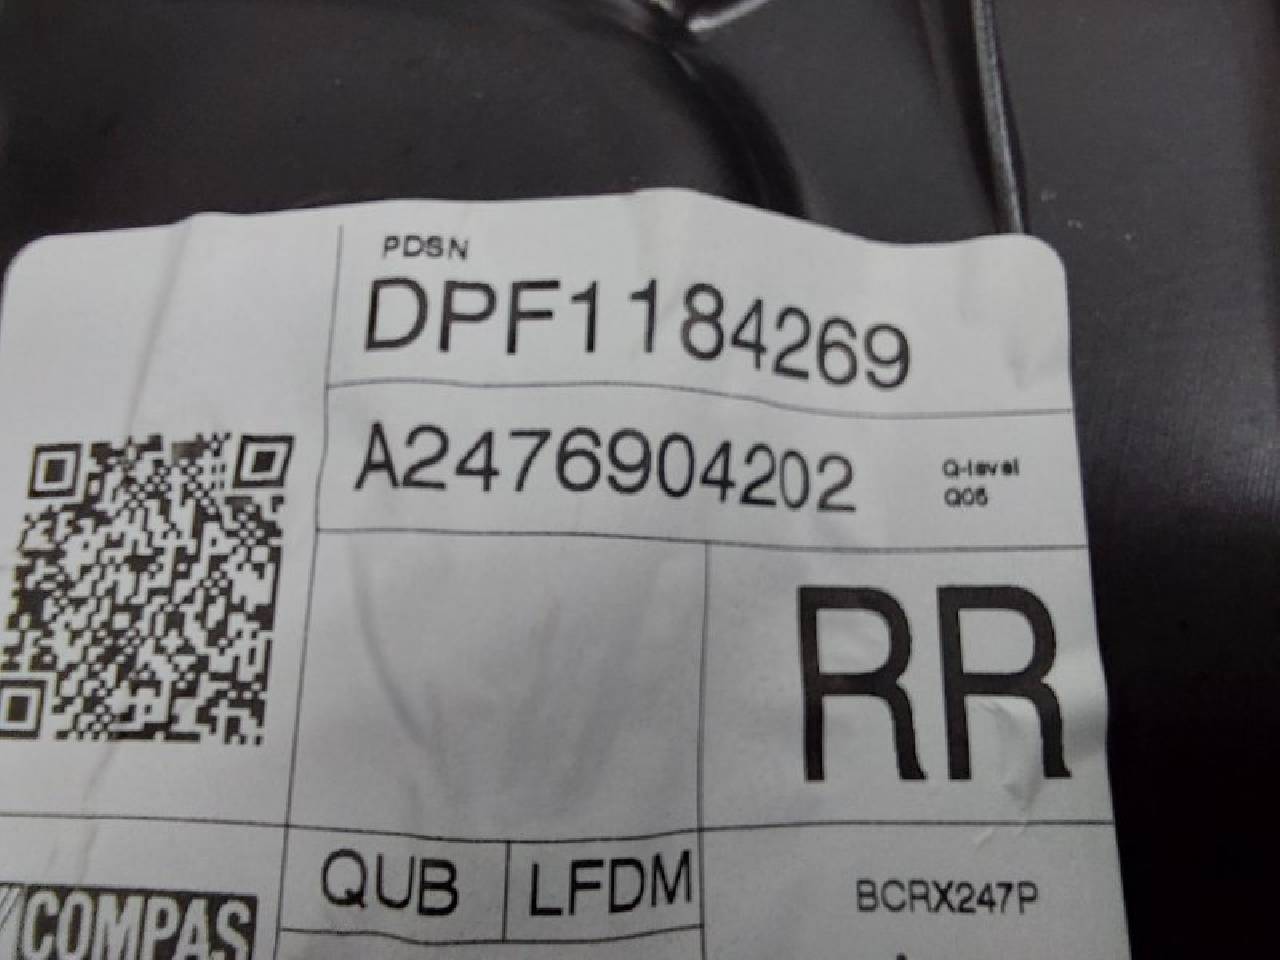 PDSN
DPF1184269
A2476904202
Q-level
Q05
RR
QUB
LFDM
BCRX247P
COMPAS